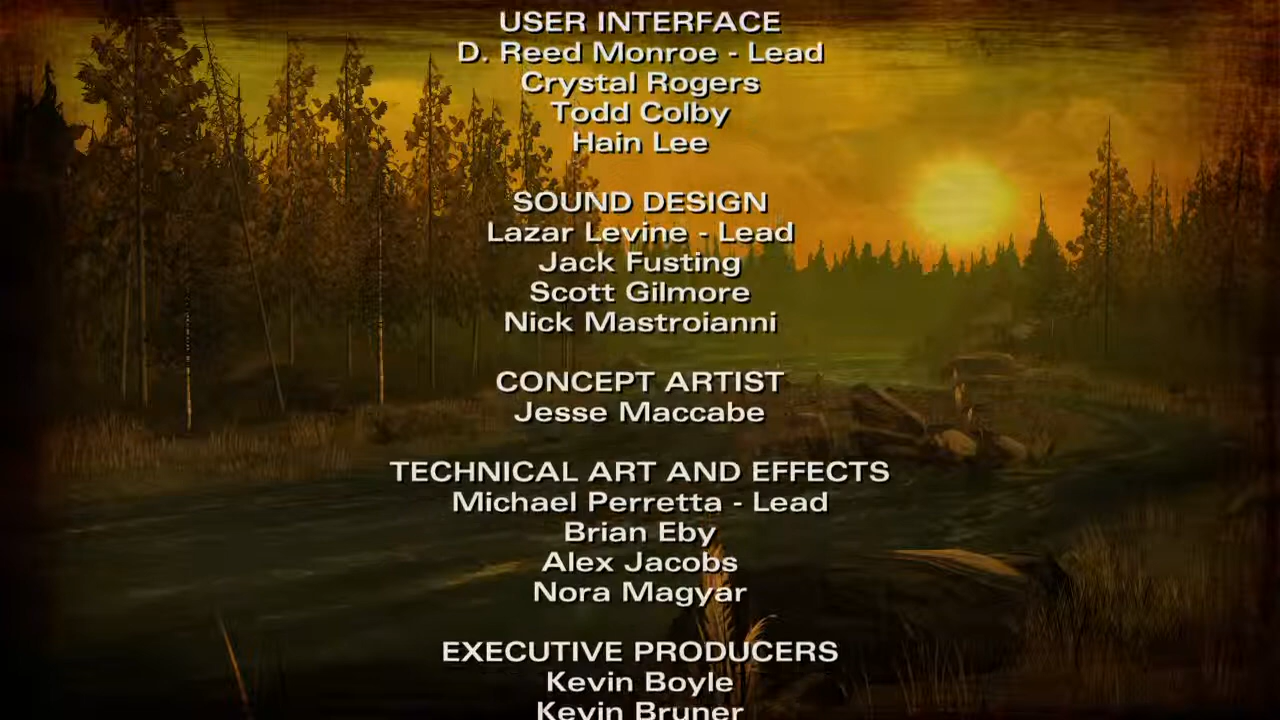 USER INTERFACE
D. Reed Monroe - Lead
Crystal Rogers
Todd Colby
Hain Lee
SOUND DESIGN
Lazar Levine - Lead
Jack Fusting
Scott Gilmore
Nick Mastroianni
CONCEPT ARTIST
Jesse Maccabe
TECHNICAL ART AND EFFECTS
Michael Perretta - Lead
Brian Eby
Alex Jacobs
Nora Magyar
EXECUTIVE PRODUCERS
Kevin Boyle
Kevin Bruner